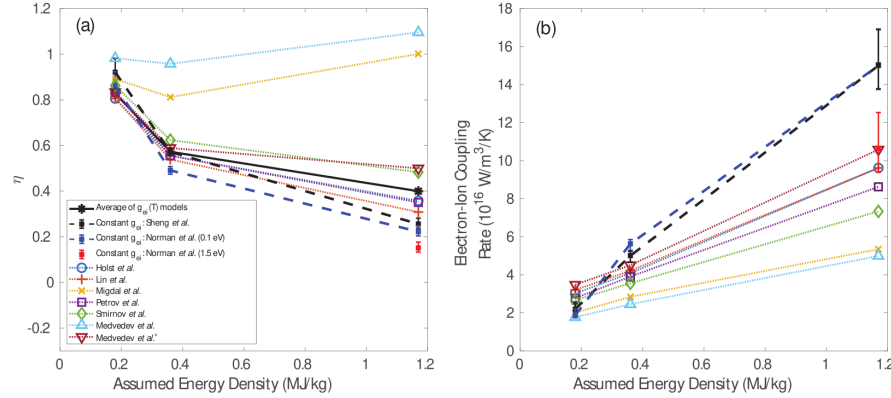 (a)
1.2
1
0.8
0.6
0.4
0.2
0
-0.2
η
Average of g_ei (T) models
Constant g_ei: Sheng et al.
Constant g_ei: Norman et al. (0.1 eV)
Constant g_ei: Norman et al. (1.5 eV)
Holst et al.
Lin et al.
Migdal et al.
Petrov et al.
Smirnov et al.
Medvedev et al.
Medvedev et al.*
0 0.2 0.4 0.6 0.8 1 1.2
Assumed Energy Density (MJ/kg)
(b)
18
16
14
12
10
8
6
4
2
0
Electron-Ion Coupling
Rate (10^16 W/m^3/K)
0 0.2 0.4 0.6 0.8 1 1.2
Assumed Energy Density (MJ/kg)